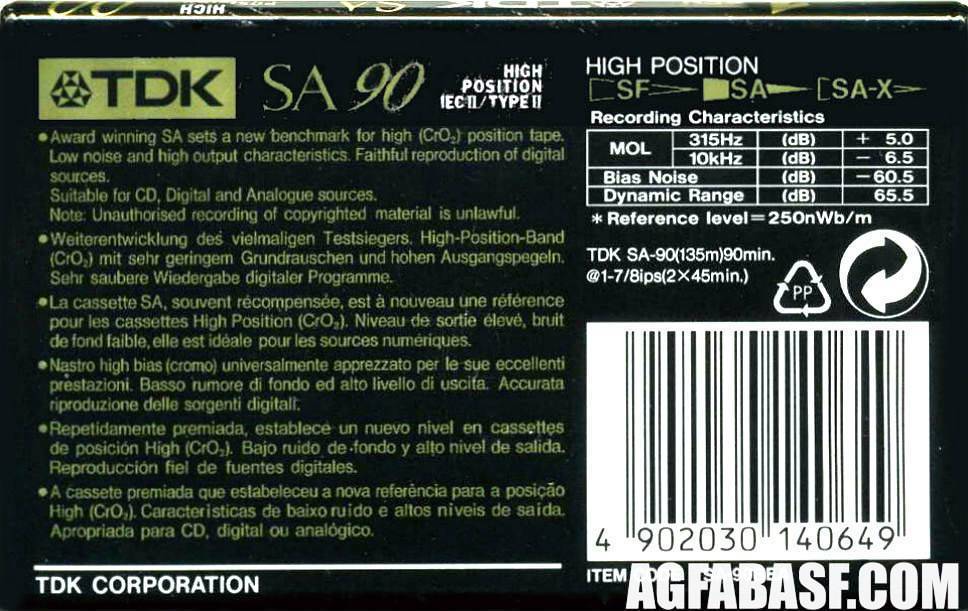 HIGH
SA
TDK
TDK SA 90 HIGH
POSITION
IECII/TYPEII
•Award winning SA sets a new benchmark for high (CrO₂) position tape.
Low noise and high output characteristics. Faithful reproduction of digital
sources.
Suitable for CD, Digital and Analogue sources.
Note: Unauthorised recording of copyrighted material is unlawful.
•Weiterentwicklung des vielmaligen Testsiegers. High-Position-Band
(CrO₂) mit sehr geringem Grundrauschen und hohen Ausgangspegeln.
Sehr saubere Wiedergabe digitaler Programme.
•La cassette SA, souvent récompensée, est à nouveau une référence
pour les cassettes High Position (CrO₂). Niveau de sortie élevé, bruit
de fond faible, elle est idéale pour les sources numériques.
•Nastro high bias (cromo) universalmente apprezzato per le sue eccellenti
prestazioni. Basso rumore di fondo ed alto livello di uscita. Accurata
riproduzione delle sorgenti digitali.
•Repetidamente premiada, establece un nuevo nivel en cassettes
de posición High (CrO₂). Bajo ruido de fondo y alto nivel de salida.
Reproducción fiel de fuentes digitales.
•A cassete premiada que estabeleceu a nova referência para a posição
High (CrO₂). Características de baixo ruído e altos níveis de saída.
Apropriada para CD, digital ou analógico.
TDK CORPORATION
HIGH POSITION
SF SA SA-X
Recording Characteristics
MOL 315Hz (dB) + 5.0
10kHz (dB) − 6.5
Bias Noise (dB) −60.5
Dynamic Range (dB) 65.5
*Reference level=250nWb/m
TDK SA-90(135m)90min.
@1-7/8ips(2×45min.)
PP
4 902030 140649
ITEM
AGFABASF.COM